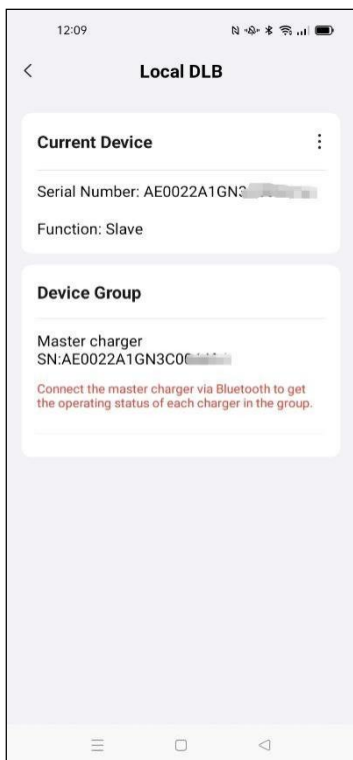 12:09
Local DLB
Current Device
Serial Number: AE0022A1GN3
Function: Slave
Device Group
Master charger
SN:AE0022A1GN3C00
Connect the master charger via Bluetooth to get
the operating status of each charger in the group.